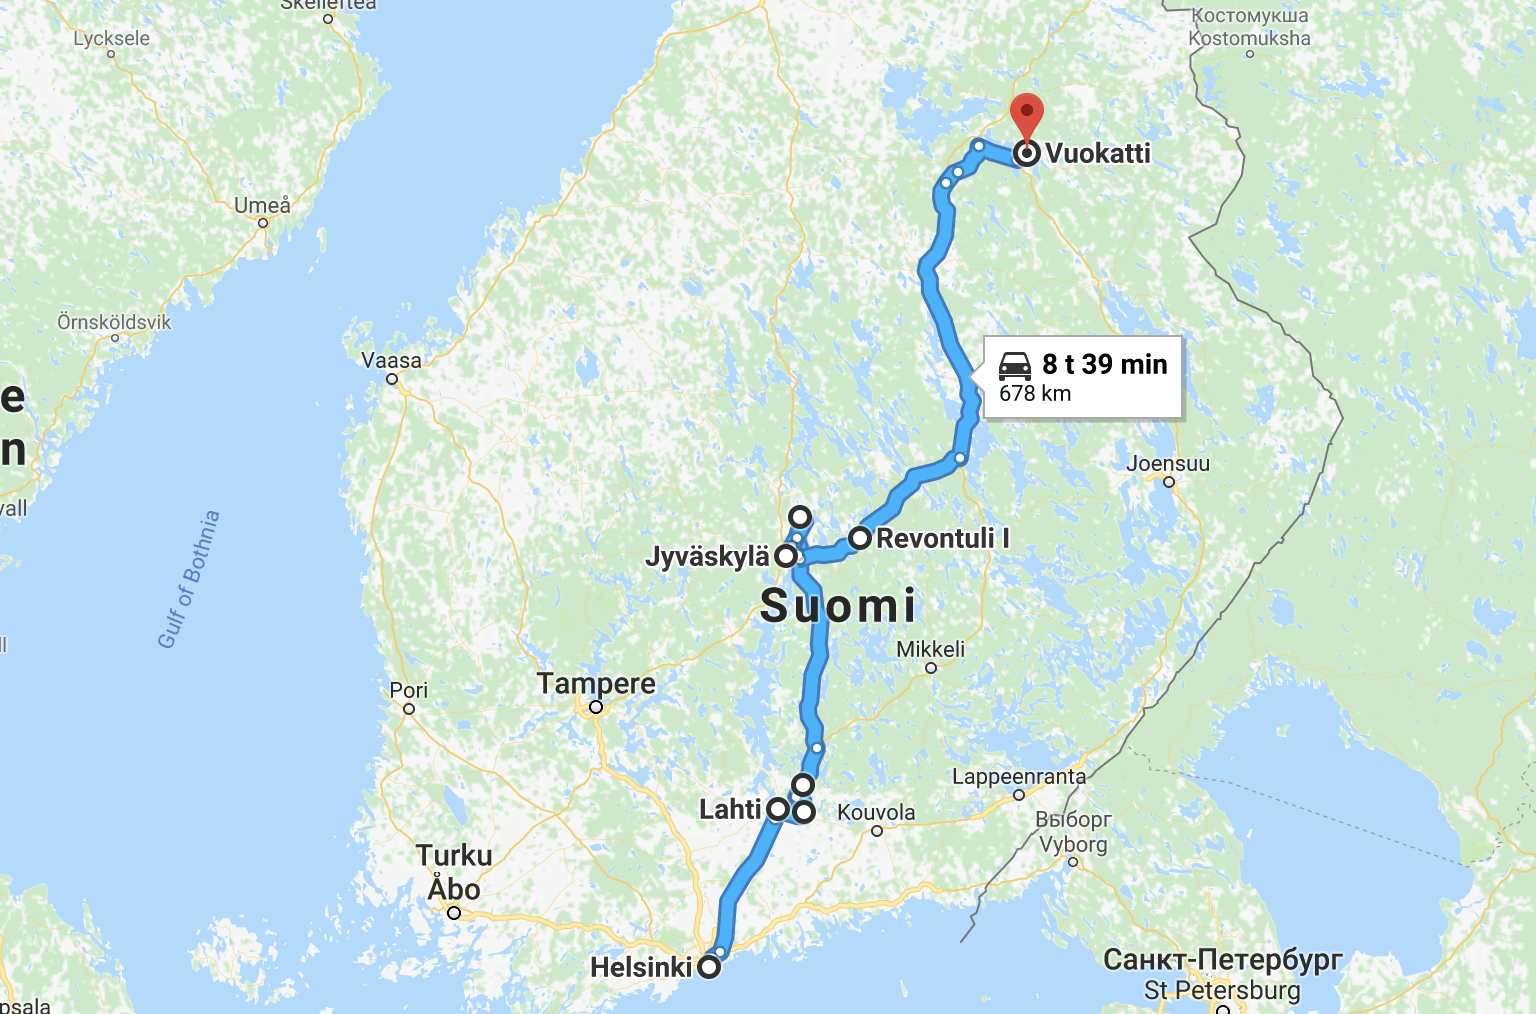 Skellefteå
Lycksele
Костомукша
Kostomuksha
Vuokatti
Umeå
Örnsköldsvik
Vaasa
8 t 39 min
678 km
e
n
Joensuu
vall
Gulf of Bothnia
Revontuli I
Jyväskylä
Suomi
Mikkeli
Tampere
Pori
Lappeenranta
Lahti
Kouvola
Выборг
Vyborg
Turku
Åbo
Helsinki
Санкт-Петербург
St Petersburg
psala